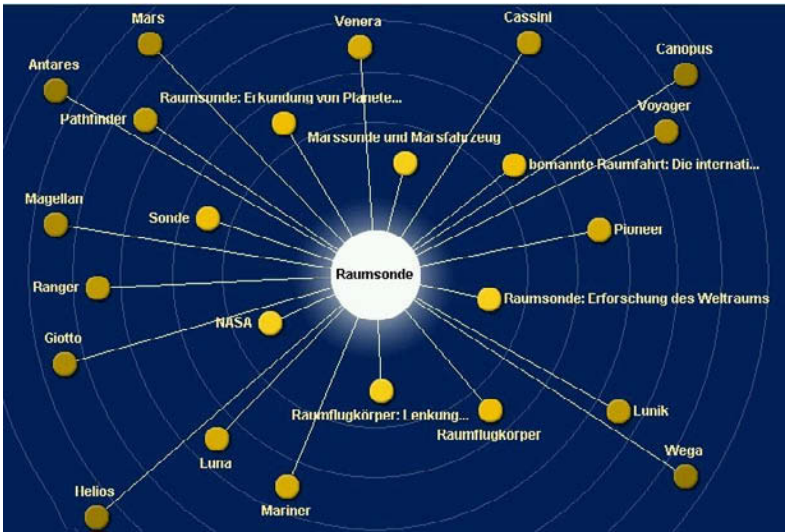 Mars
Venera
Cassini
Canopus
Antares
Raumsonde: Erkundung von Planete...
Voyager
Pathfinder
Marssonde und Marsfahrzeug
bemannte Raumfahrt: Die internati...
Magellan
Sonde
Pioneer
Raumsonde
Ranger
Raumsonde: Erforschung des Weltraums
NASA
Giotto
Raumflugkörper: Lenkung...
Lunik
Raumflugkörper
Luna
Wega
Helios
Mariner